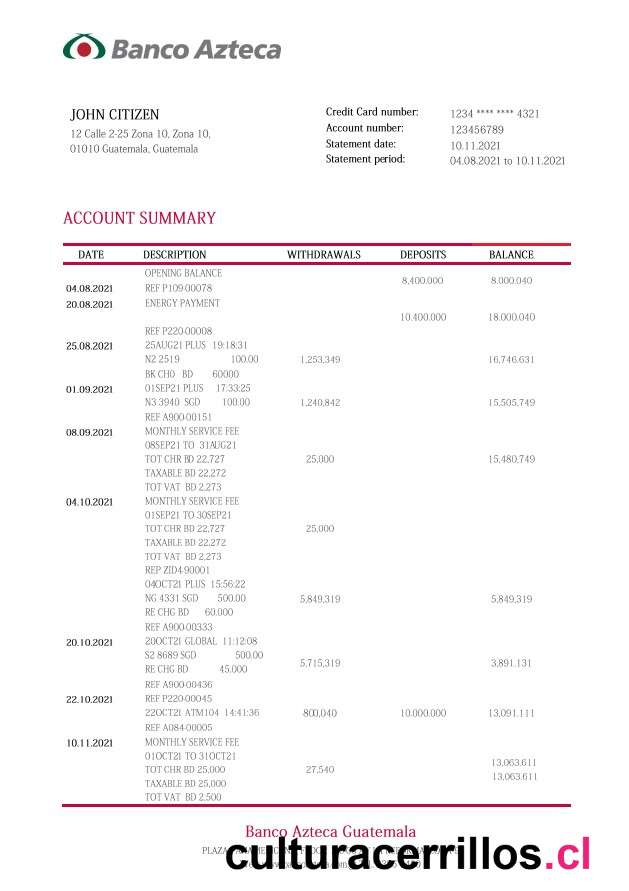 Banco Azteca
JOHN CITIZEN
12 Calle 2-25 Zona 10, Zona 10,
01010 Guatemala, Guatemala
Credit Card number: 1234 **** **** 4321
Account number: 123456789
Statement date: 10.11.2021
Statement period: 04.08.2021 to 10.11.2021
ACCOUNT SUMMARY
DATE DESCRIPTION WITHDRAWALS DEPOSITS BALANCE
OPENING BALANCE
8,400.000 8.000.040
04.08.2021 REF P109-00078
20.08.2021 ENERGY PAYMENT
10.400.000 18.000.040
REF P220-00008
25.08.2021 25AUG21 PLUS 19:18:31
N2 2519 100.00 1,253,349 16,746.631
BK CH0 BD 60000
01.09.2021 01SEP21 PLUS 17:33:25
N3 3940 SGD 100.00 1,240,842 15,505,749
REF A900-00151
08.09.2021 MONTHLY SERVICE FEE
08SEP21 TO 31AUG21
TOT CHR BD 22,727 25,000 15,480,749
TAXABLE BD 22,272
TOT VAT BD 2,273
04.10.2021 MONTHLY SERVICE FEE
01SEP21 TO 30SEP21
TOT CHR BD 22,727 25,000
TAXABLE BD 22,272
TOT VAT BD 2,273
REP ZID4-90001
04OCT21 PLUS 15:56:22
NG 4331 SGD 500.00 5,849,319 5,849,319
RE CHG BD 60.000
REF A900-00333
20.10.2021 20OCT21 GLOBAL 11:12:08
S2 8689 SGD 500.00
5,715,319 3,891,131
RE CHG BD 45.000
REF A900-00436
22.10.2021 REF P220-00045
22OCT21 ATM104 14:41:36 800,040 10.000.000 13,091,111
REF A084-00005
10.11.2021 MONTHLY SERVICE FEE
01OCT21 TO 31OCT21
13,063.611
TOT CHR BD 25,000 27,540
13,063.611
TAXABLE BD 25,000
TOT VAT BD 2,500
Banco Azteca Guatemala
culturacerrillos.cl